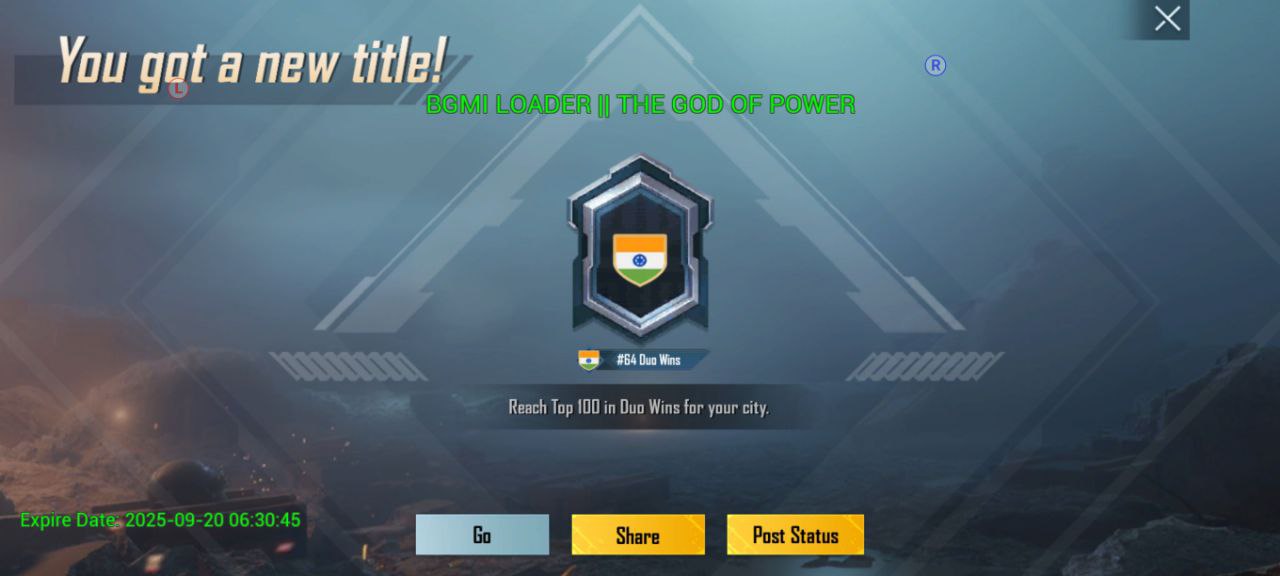 You got a new title!
L
R
BGMI LOADER || THE GOD OF POWER
#64 Duo Wins
Reach Top 100 in Duo Wins for your city.
Expire Date: 2025-09-20 06:30:45
Go
Share
Post Status